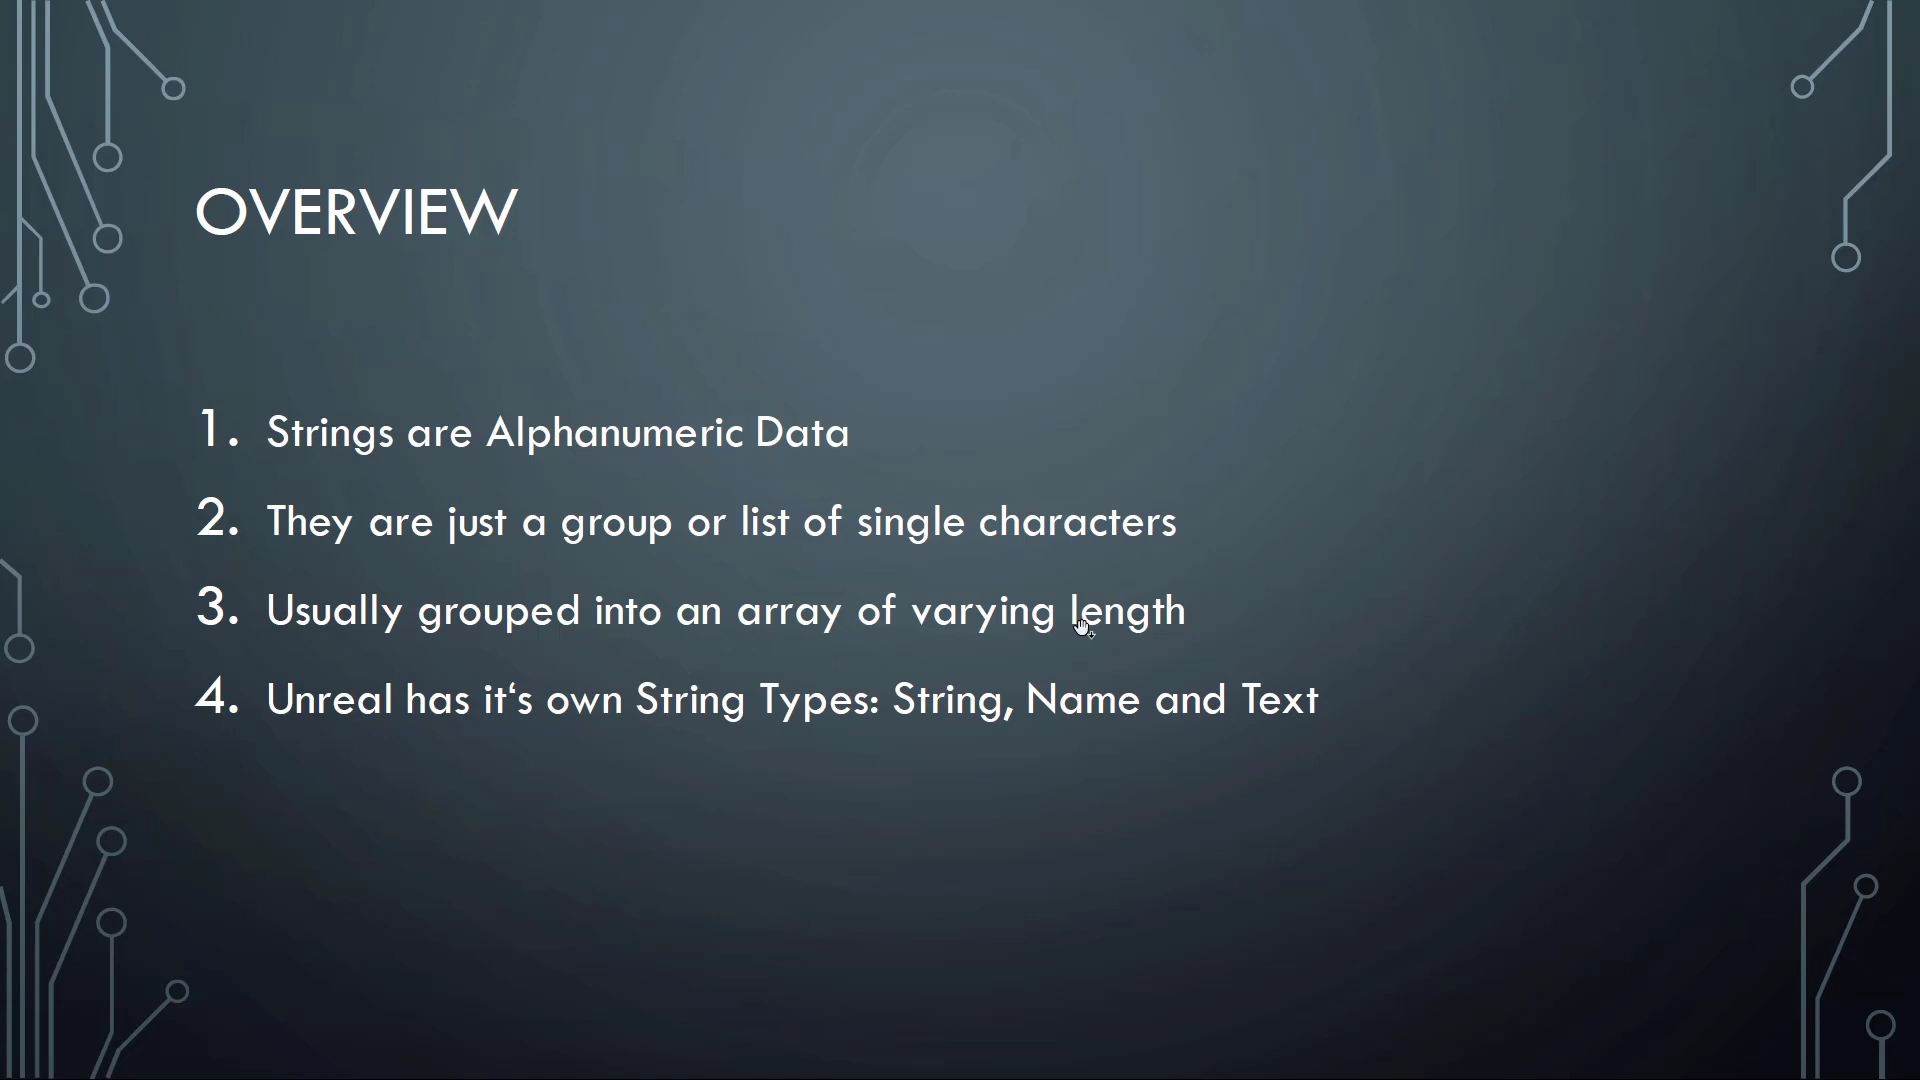 OVERVIEW
1. Strings are Alphanumeric Data
2. They are just a group or list of single characters
3. Usually grouped into an array of varying length
4. Unreal has it‘s own String Types: String, Name and Text